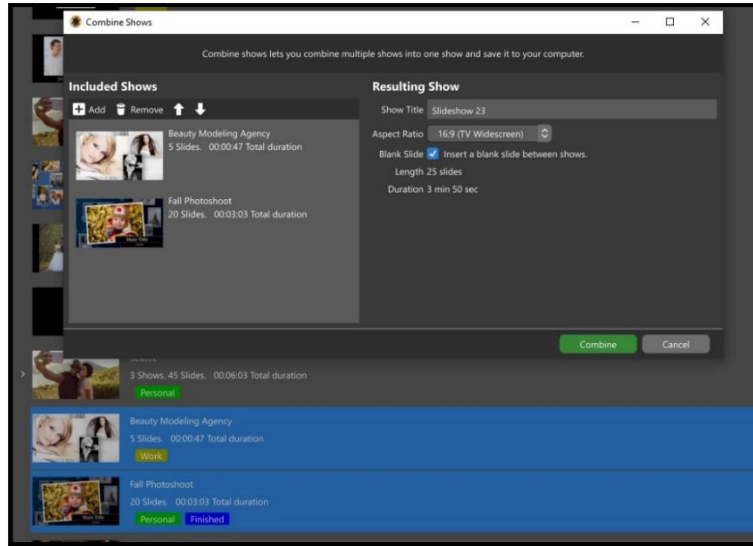 Combine Shows
Combine shows lets you combine multiple shows into one show and save it to your computer.
Included Shows
Add Remove
Beauty Modeling Agency
5 Slides. 00:00:47 Total duration
Fall Photoshoot
20 Slides. 00:03:03 Total duration
Main Title
Resulting Show
Show Title Slideshow 23
Aspect Ratio 16:9 (TV Widescreen)
Blank Slide Insert a blank slide between shows.
Length 25 slides
Duration 3 min 50 sec
Combine Cancel
3 Shows. 45 Slides. 00:06:03 Total duration
Personal
Beauty Modeling Agency
5 Slides. 00:00:47 Total duration
Work
Fall Photoshoot
20 Slides. 00:03:03 Total duration
Main Title
Personal Finished